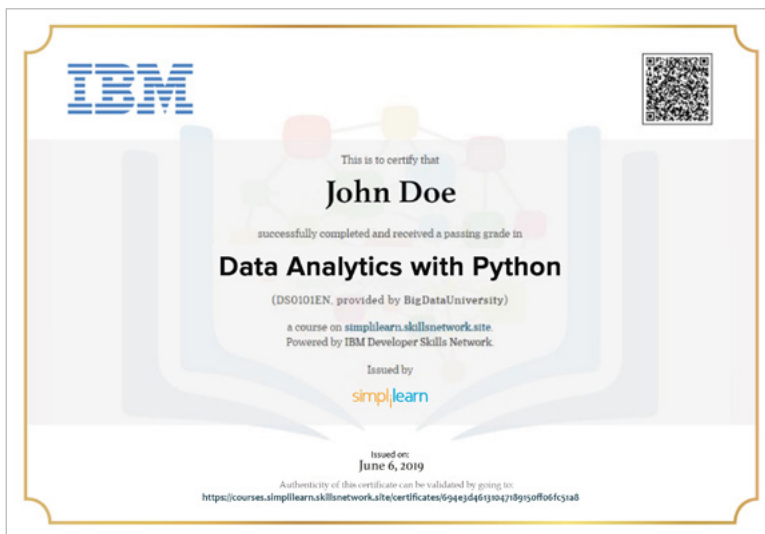 IBM
This is to certify that
John Doe
successfully completed and received a passing grade in
Data Analytics with Python
(DS0101EN, provided by BigDataUniversity)
a course on simplilearn.skillsnetwork.site.
Powered by IBM Developer Skills Network.
Issued by
simplilearn
Issued on:
June 6, 2019
Authenticity of this certificate can be validated by going to:
https://courses.simplilearn.skillsnetwork.site/certificates/694e3d46131047189150ff06fc51a8